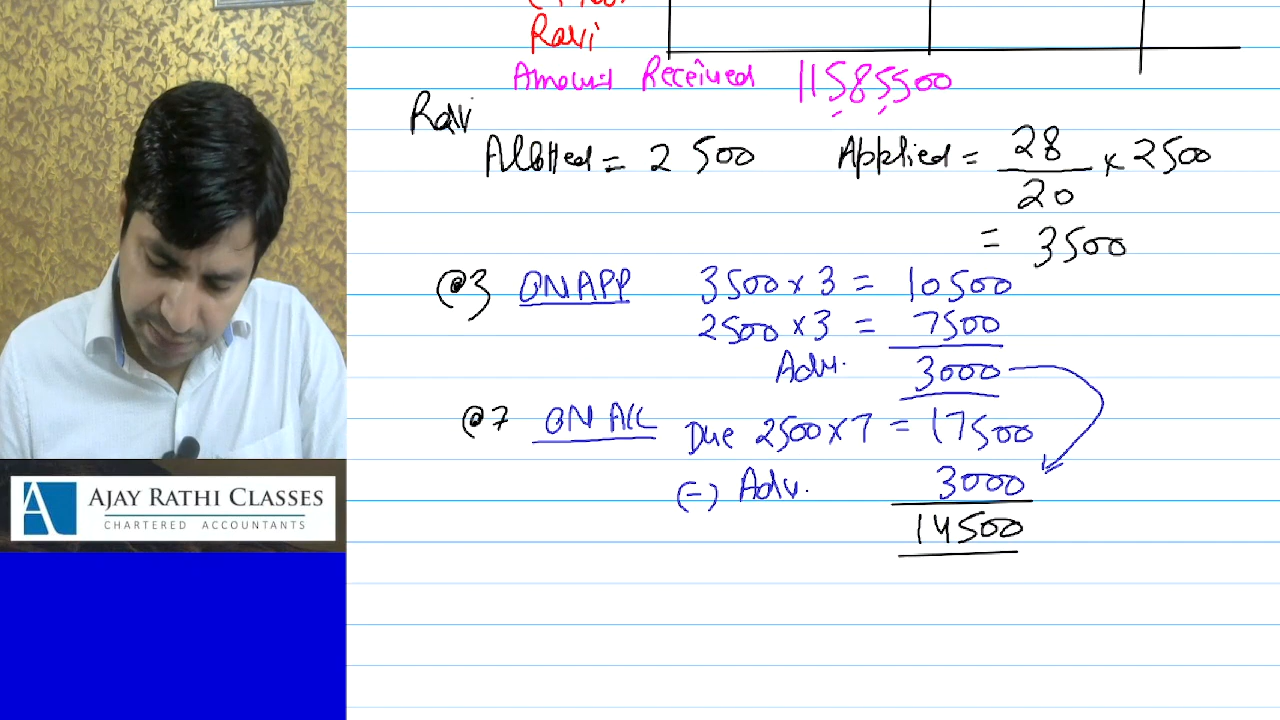 Ravi
Amount Received 11585500
Ravi
Allotted = 2500 Applied = 28/20 × 2500
= 3500
@3 ON APP 3500 × 3 = 10500
2500 × 3 = 7500
Adv. 3000
@7 ON ALL Due 2500 × 7 = 17500
(-) Adv. 3000
14500
AJAY RATHI CLASSES
CHARTERED ACCOUNTANTS